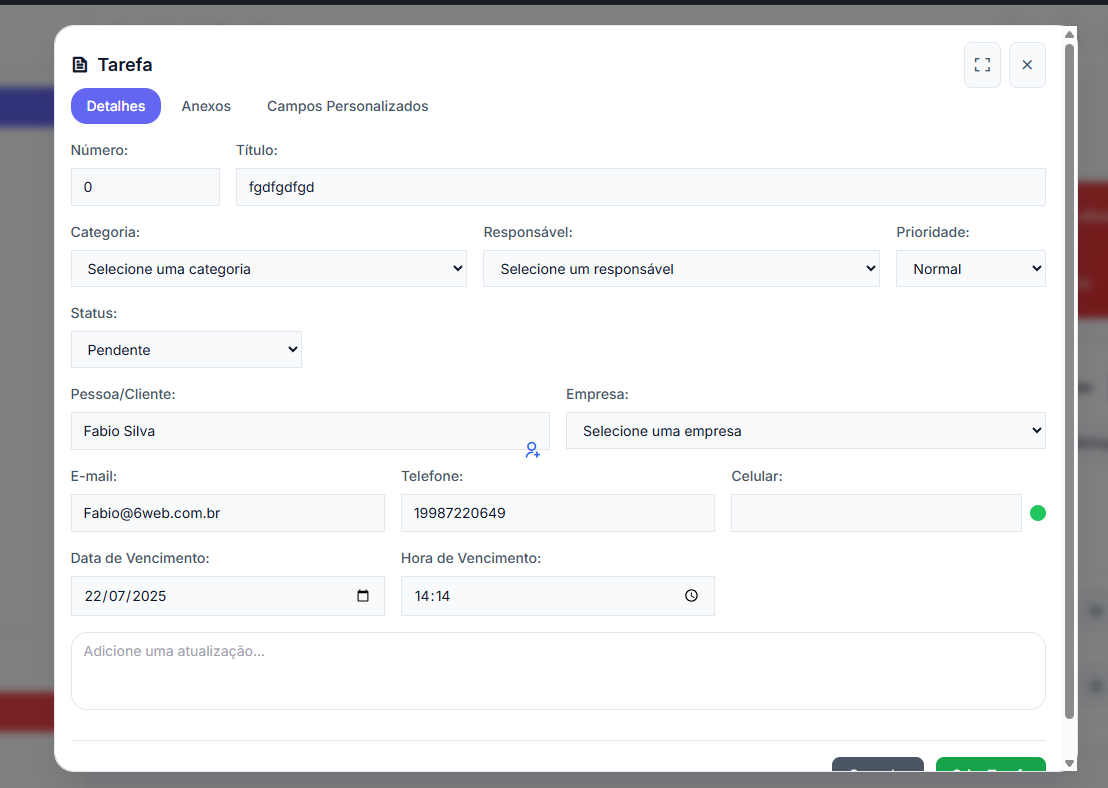 Tarefa
Detalhes Anexos Campos Personalizados
Número: Título:
0 fgdfgdfgd
Categoria: Responsável: Prioridade:
Selecione uma categoria Selecione um responsável Normal
Status:
Pendente
Pessoa/Cliente: Empresa:
Fabio Silva Selecione uma empresa
E-mail: Telefone: Celular:
Fabio@6web.com.br 19987220649
Data de Vencimento: Hora de Vencimento:
22/07/2025 14:14
Adicione uma atualização...